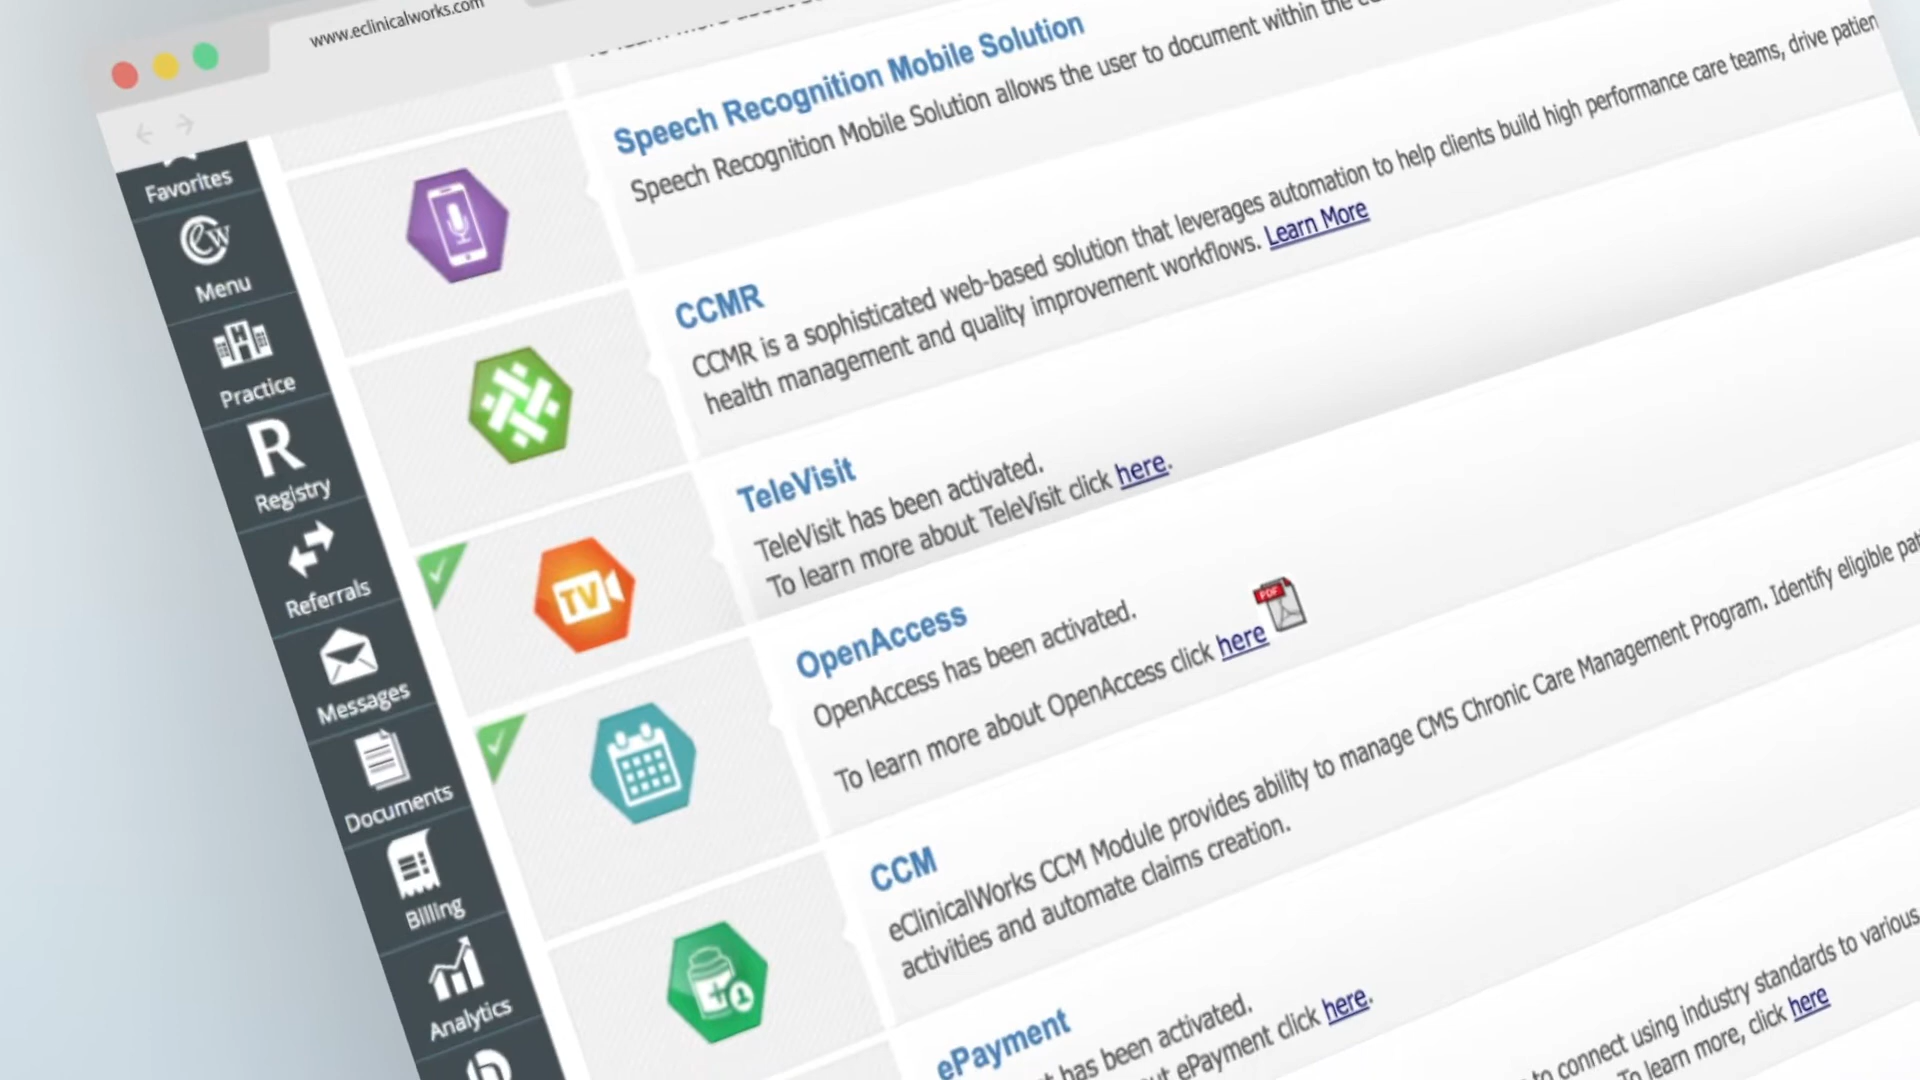 www.eclinicalworks.com
Favorites
Menu
Practice
R
Registry
Referrals
Messages
Documents
Billing
Analytics
Speech Recognition Mobile Solution
Speech Recognition Mobile Solution allows the user to document within the
CCMR
CCMR is a sophisticated web-based solution that leverages automation to help clients build high performance care teams, drive patien
health management and quality improvement workflows. Learn More
TV
TeleVisit
TeleVisit has been activated.
To learn more about TeleVisit click here.
OpenAccess
OpenAccess has been activated.
To learn more about OpenAccess click here
PDF
CCM
eClinicalWorks CCM Module provides ability to manage CMS Chronic Care Management Program. Identify eligible pat
activities and automate claims creation.
ePayment
has been activated.
ePayment click here.
to connect using industry standards to various
To learn more, click here